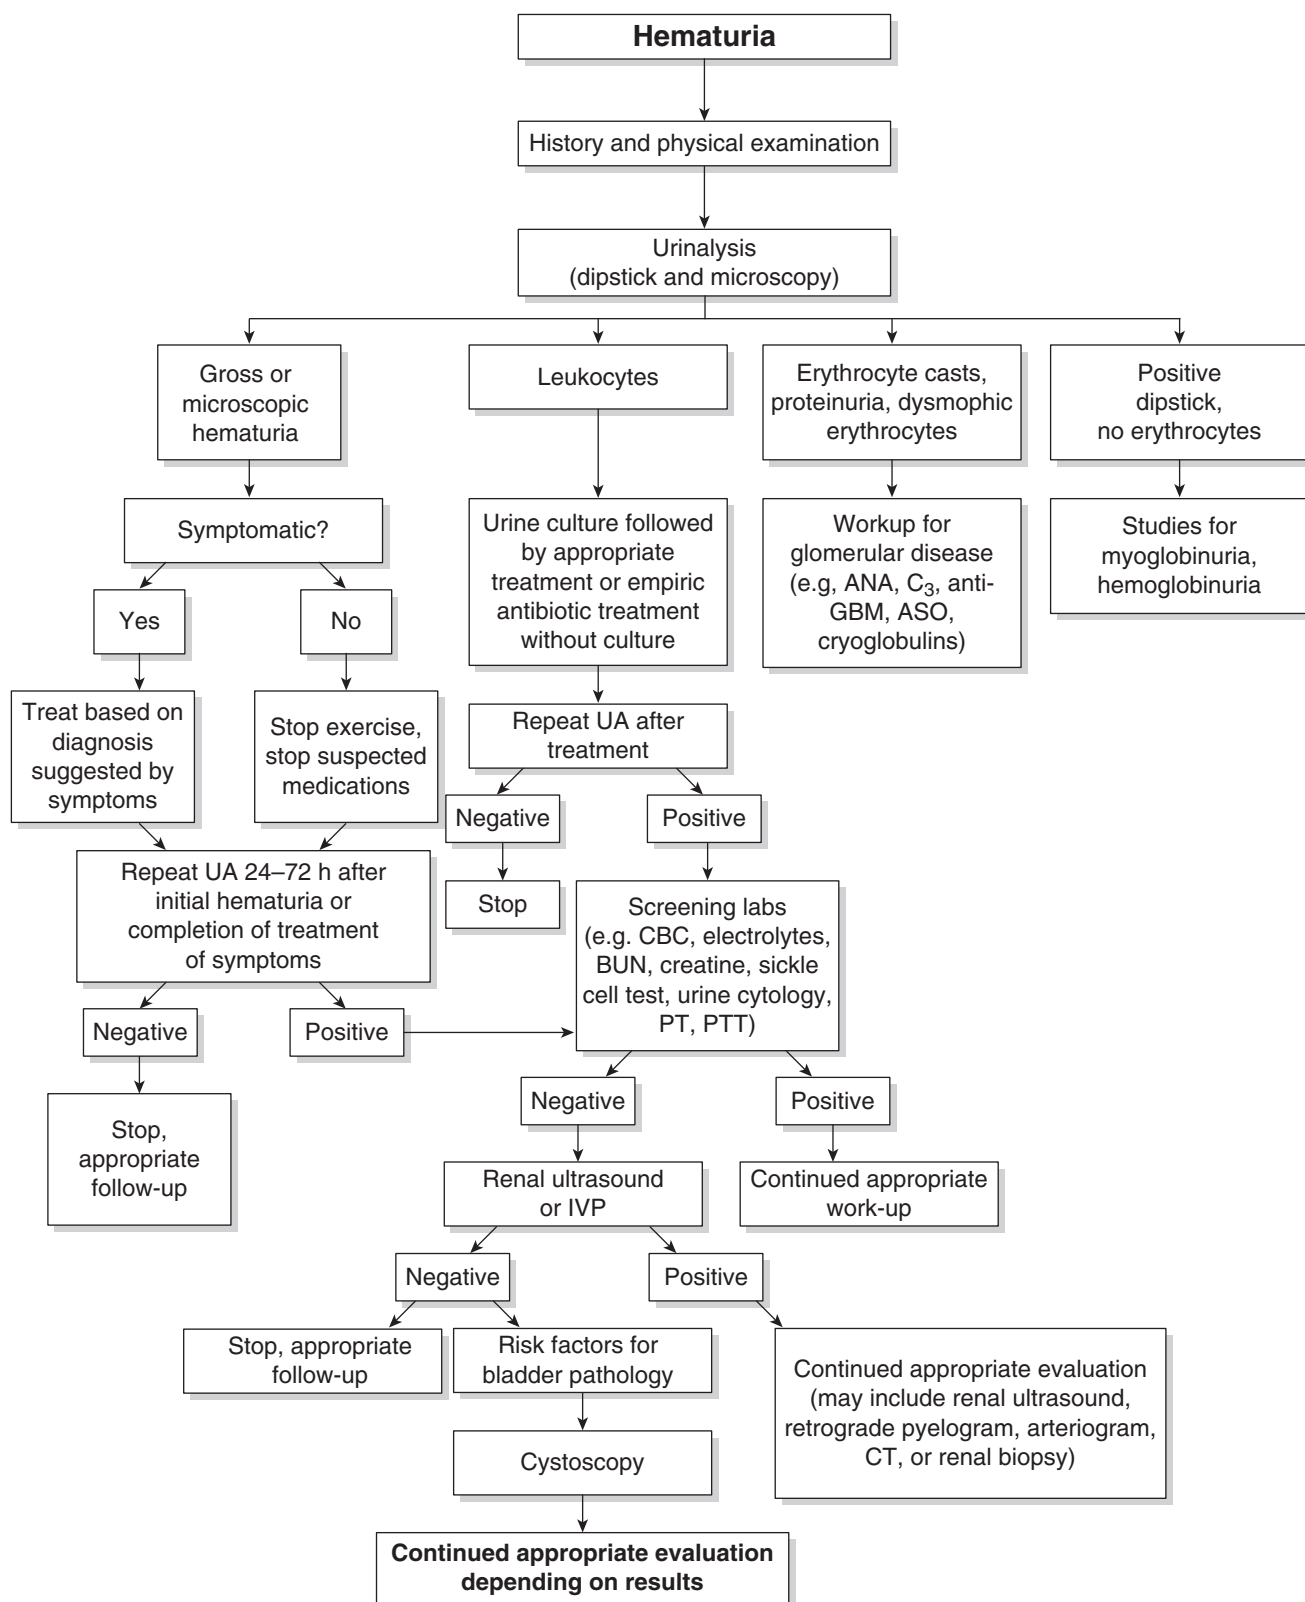 Hematuria
History and physical examination
Urinalysis
(dipstick and microscopy)
Gross or
microscopic
hematuria
Leukocytes
Erythrocyte casts,
proteinuria, dysmophic
erythrocytes
Positive
dipstick,
no erythrocytes
Symptomatic?
Urine culture followed
by appropriate
treatment or empiric
antibiotic treatment
without culture
Workup for
glomerular disease
(e.g, ANA, C3, anti-
GBM, ASO,
cryoglobulins)
Studies for
myoglobinuria,
hemoglobinuria
Yes
No
Treat based on
diagnosis
suggested by
symptoms
Stop exercise,
stop suspected
medications
Repeat UA after
treatment
Negative
Positive
Repeat UA 24–72 h after
initial hematuria or
completion of treatment
of symptoms
Stop
Screening labs
(e.g. CBC, electrolytes,
BUN, creatine, sickle
cell test, urine cytology,
PT, PTT)
Negative
Positive
Negative
Positive
Stop,
appropriate
follow-up
Renal ultrasound
or IVP
Continued appropriate
work-up
Negative
Positive
Stop, appropriate
follow-up
Risk factors for
bladder pathology
Continued appropriate evaluation
(may include renal ultrasound,
retrograde pyelogram, arteriogram,
CT, or renal biopsy)
Cystoscopy
Continued appropriate evaluation
depending on results